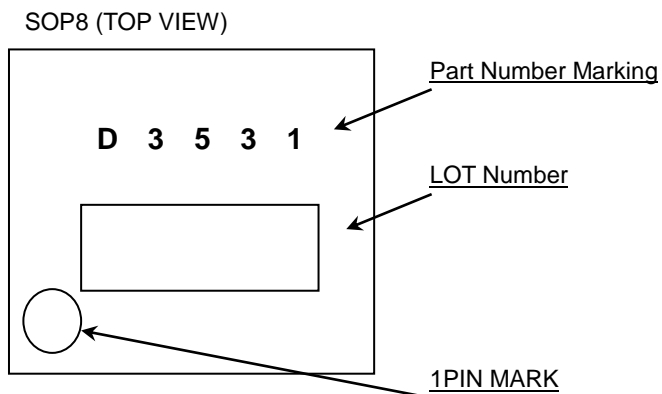 SOP8 (TOP VIEW)
Part Number Marking
D 3 5 3 1
LOT Number
1PIN MARK